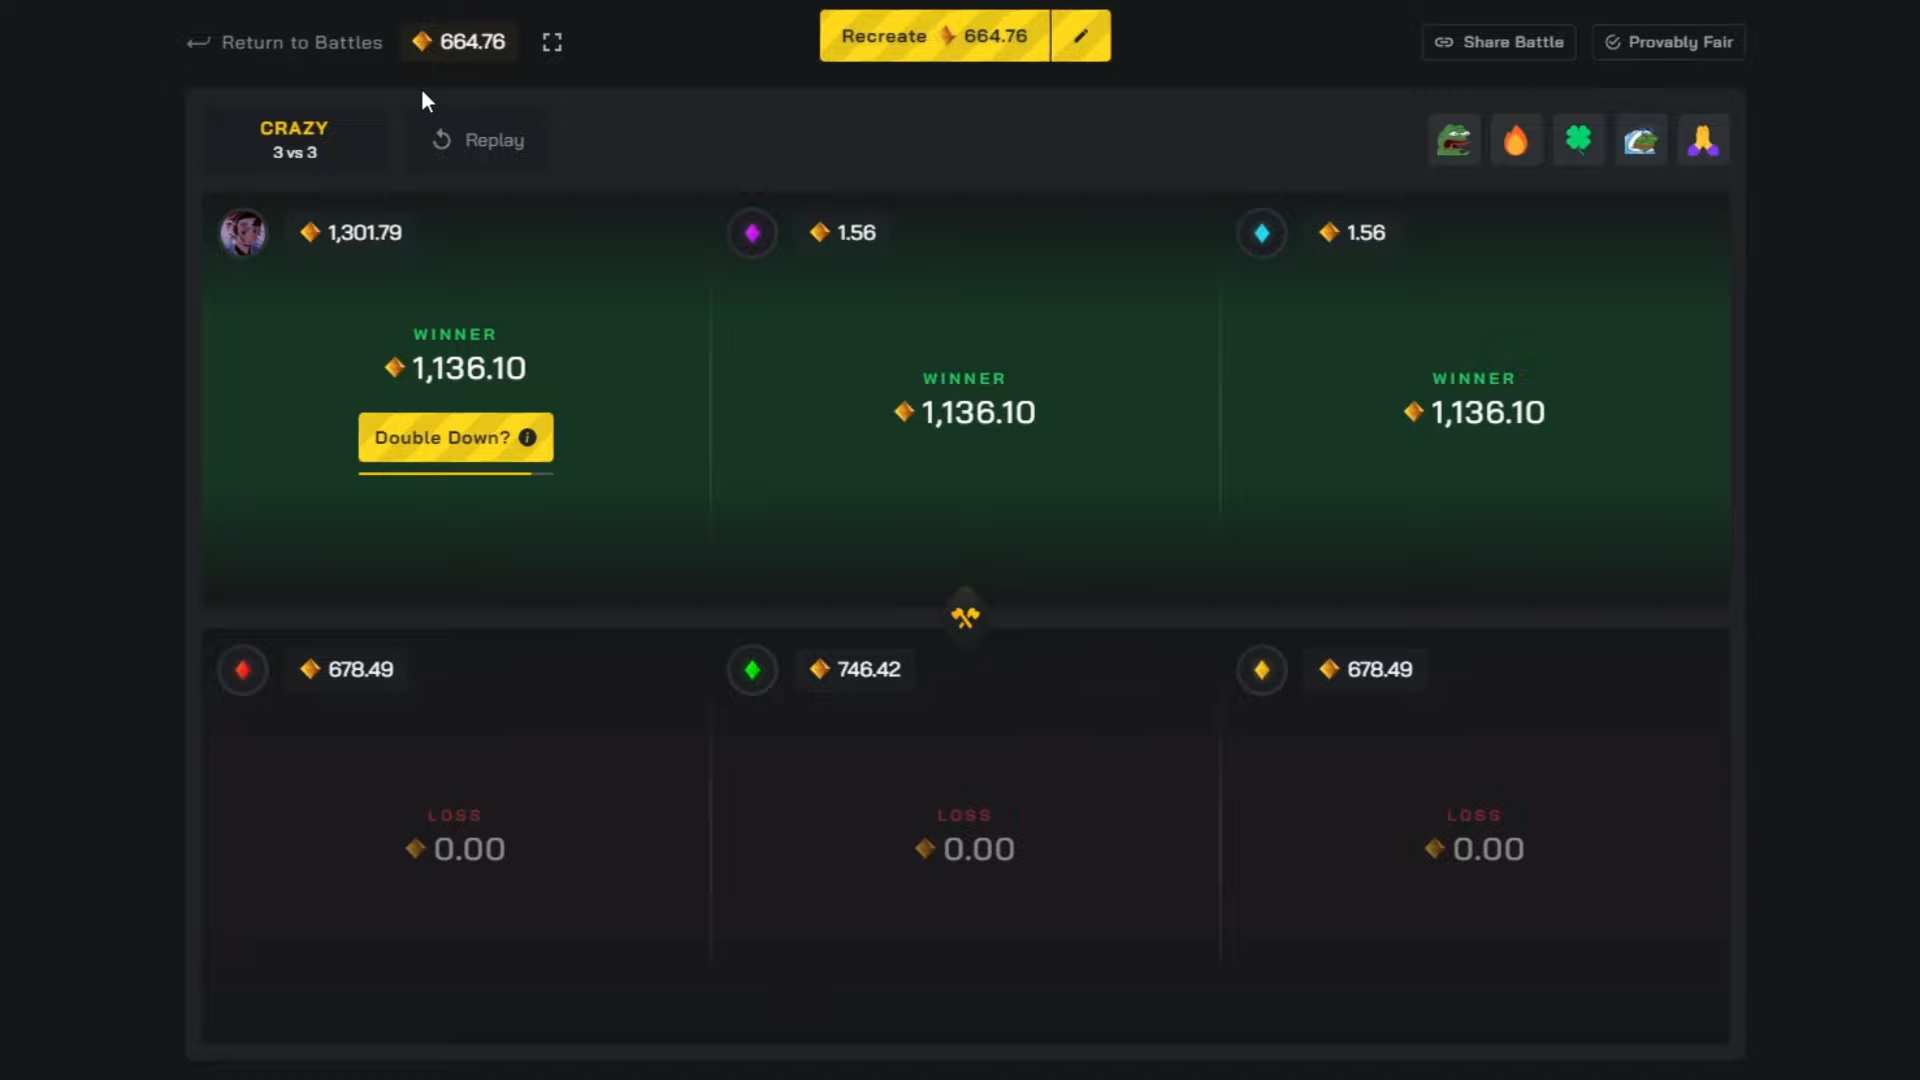 Return to Battles
664.76
Recreate 664.76
Share Battle
Provably Fair
CRAZY
3 vs 3
Replay
1,301.79
1.56
1.56
WINNER
1,136.10
Double Down?
WINNER
1,136.10
WINNER
1,136.10
678.49
746.42
678.49
LOSS
0.00
LOSS
0.00
LOSS
0.00